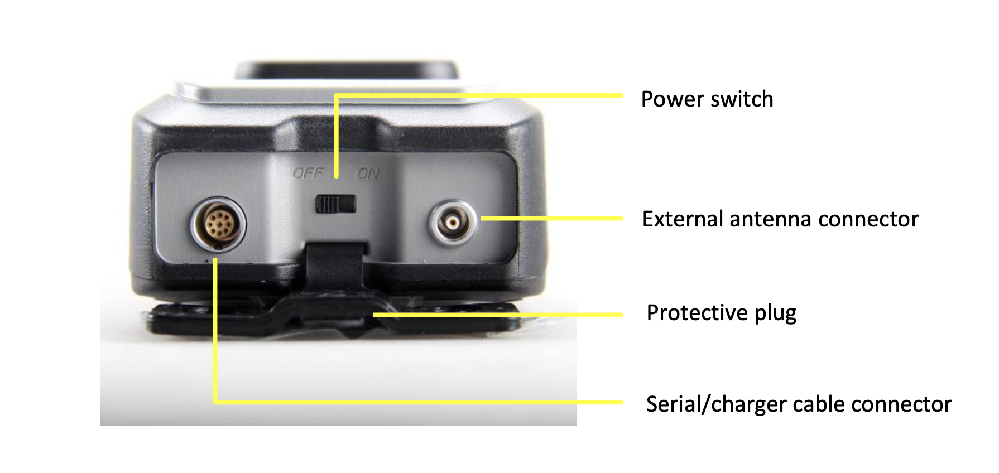 Power switch
OFF ON
External antenna connector
Protective plug
Serial/charger cable connector